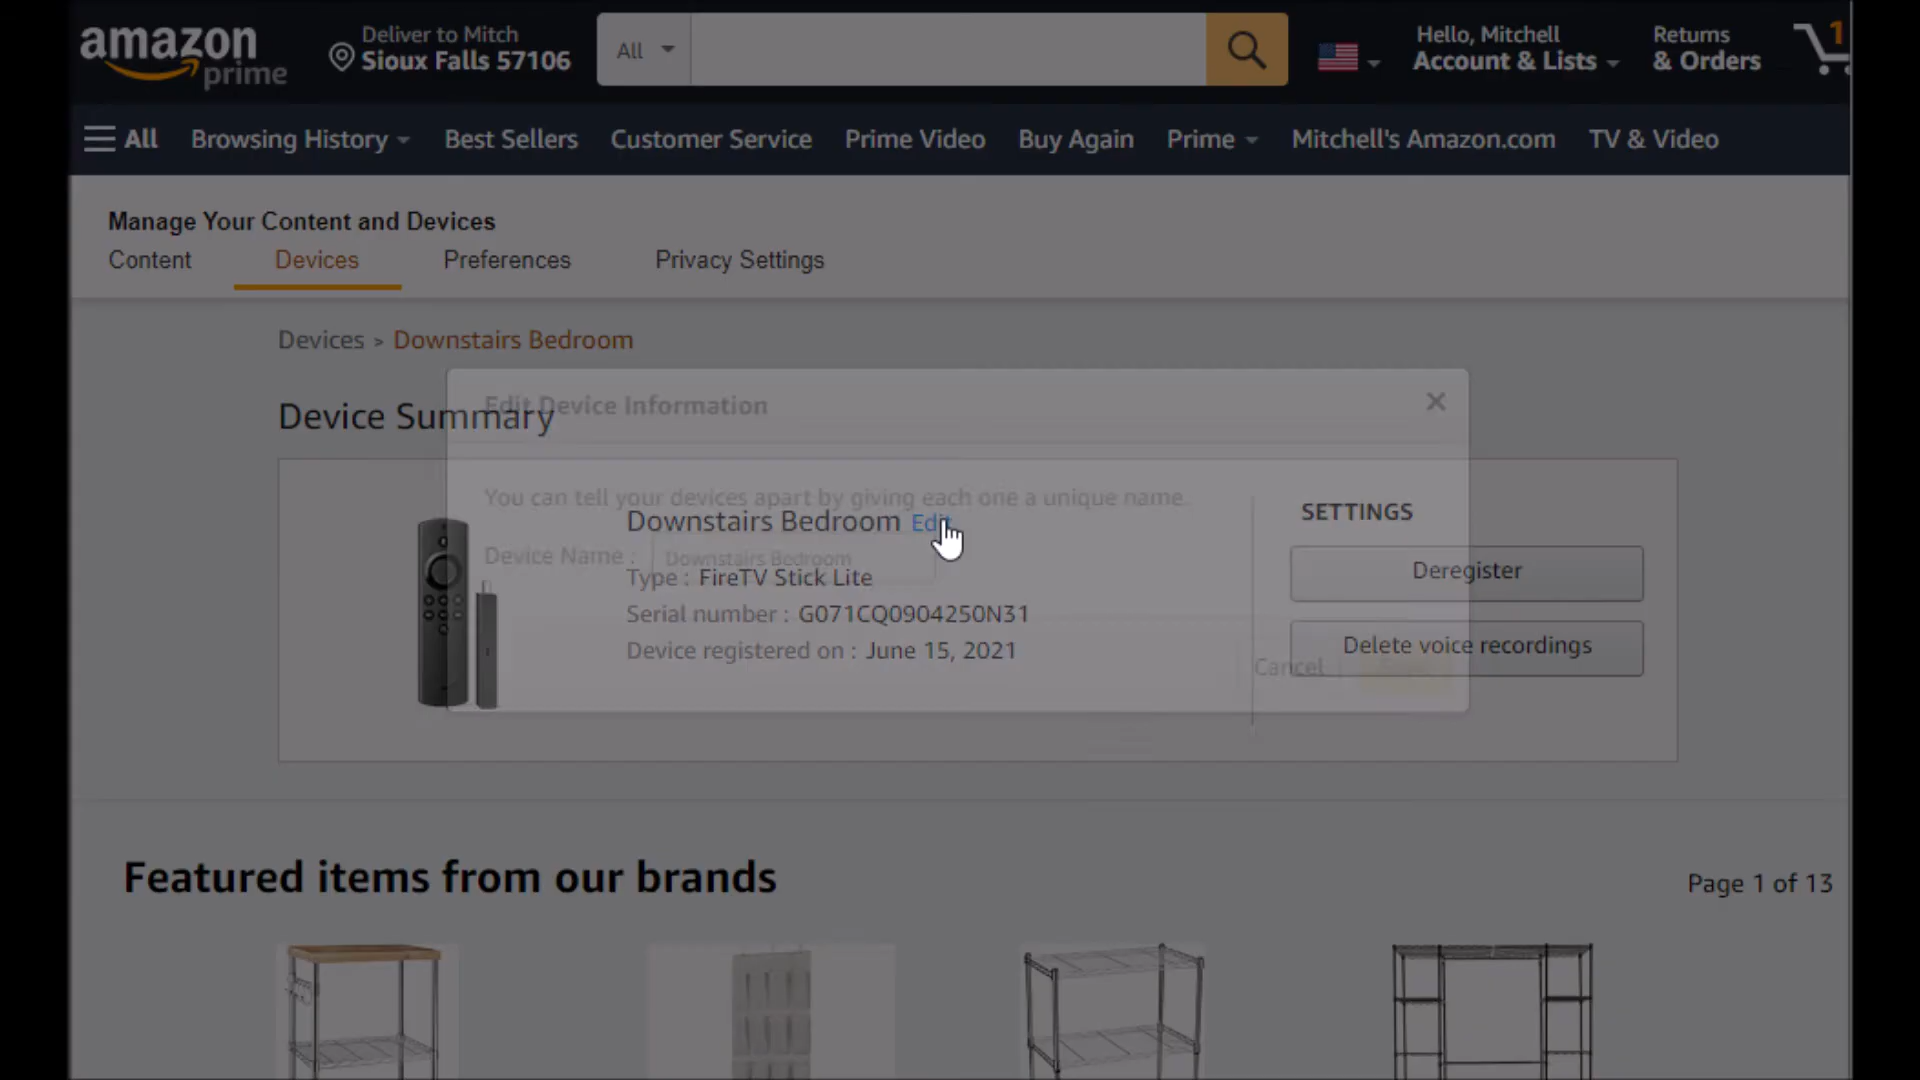 amazon prime
Deliver to Mitch
Sioux Falls 57106
All
Hello, Mitchell
Account & Lists
Returns
& Orders
1
All Browsing History Best Sellers Customer Service Prime Video Buy Again Prime Mitchell's Amazon.com TV & Video
Manage Your Content and Devices
Content Devices Preferences Privacy Settings
Devices > Downstairs Bedroom
Edit Device Information
Device Summary
You can tell your devices apart by giving each one a unique name.
SETTINGS
Downstairs Bedroom Edit
Device Name : Downstairs Bedroom
Deregister
Type : FireTV Stick Lite
Serial number : G071CQ0904250N31
Delete voice recordings
Device registered on : June 15, 2021
Cancel
Featured items from our brands
Page 1 of 13